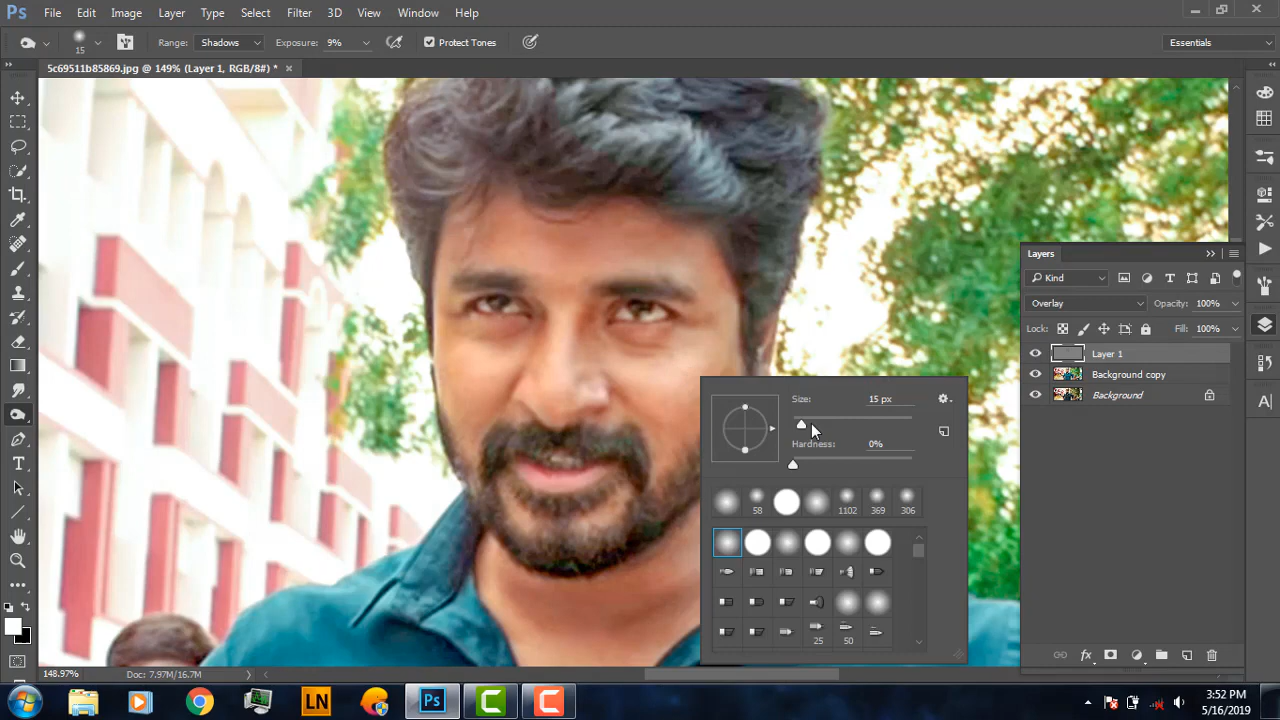 Ps File Edit Image Layer Type Select Filter 3D View Window Help
15 Range: Shadows Exposure: 9% Protect Tones Essentials
5c69511b85869.jpg @ 149% (Layer 1, RGB/8#) *
Layers
Kind
Overlay Opacity: 100%
Lock: Fill: 100%
Layer 1
Background copy
Background
Size: 15 px
Hardness: 0%
58 1102 369 306
25 50
148.97% Doc: 7.97M/16.7M
LN Ps
3:52 PM
5/16/2019